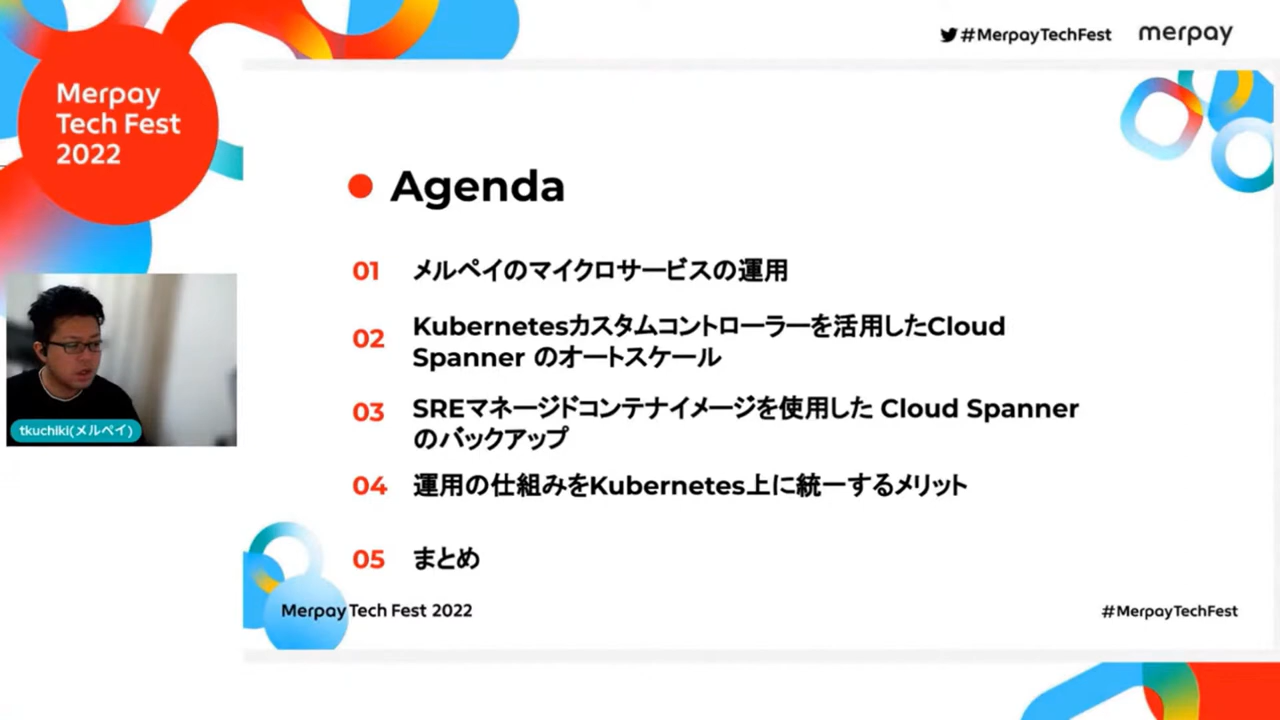 #MerpayTechFest
merpay
Merpay
Tech Fest
2022
Agenda
01 メルペイのマイクロサービスの運用
02 Kubernetesカスタムコントローラーを活用したCloud
Spanner のオートスケール
03 SREマネージドコンテナイメージを使用した Cloud Spanner
のバックアップ
04 運用の仕組みをKubernetes上に統一するメリット
05 まとめ
tkuchiki(メルペイ)
Merpay Tech Fest 2022
#MerpayTechFest